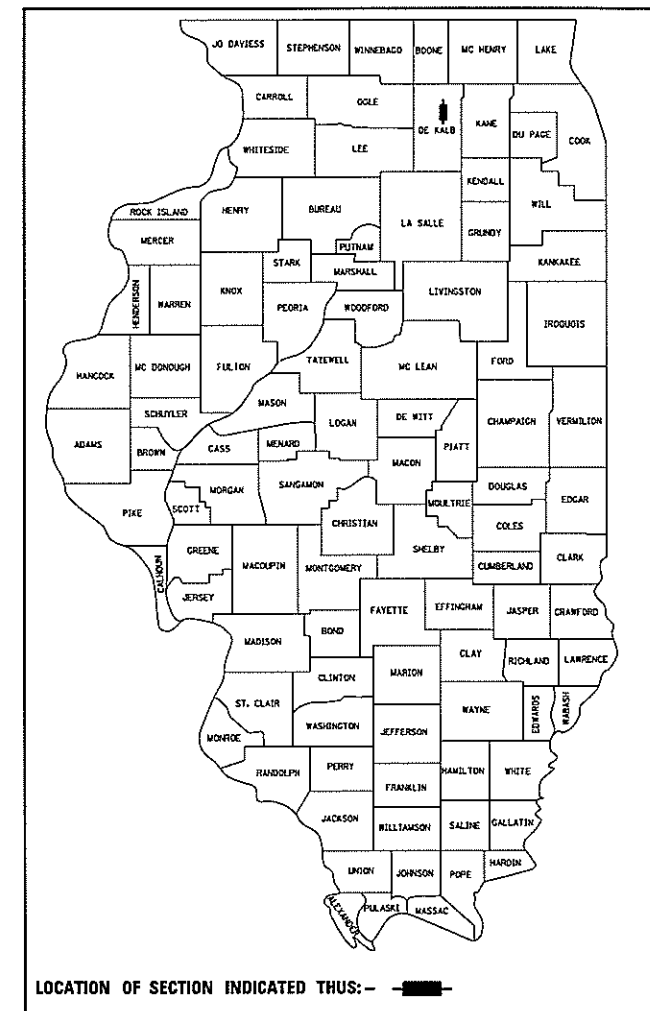 JO DAVIESS STEPHENSON WINNEBAGO BOONE MC HENRY LAKE
CARROLL OGLE DE KALB KANE DU PAGE COOK
WHITESIDE LEE KENDALL WILL
ROCK ISLAND HENRY BUREAU LA SALLE GRUNDY
MERCER PUTNAM KANKAKEE
STARK MARSHALL
HENDERSON WARREN KNOX PEORIA WOODFORD LIVINGSTON IROQUOIS
HANCOCK MC DONOUGH FULTON TATEWELL MC LEAN FORD
SCHUYLER MASON LOGAN DE WITT CHAMPAIGN VERMILION
ADAMS BROWN CASS MENARD MACON PIATT
PIKE SCOTT MORGAN SANGAMON CHRISTIAN MOULTRIE DOUGLAS EDGAR
COLES
CALHOUN GREENE MACOUPIN MONTGOMERY SHELBY CUMBERLAND CLARK
JERSEY FAYETTE EFFINGHAM JASPER CRAWFORD
MADISON BOND CLAY RICHLAND LAWRENCE
CLINTON MARION
ST. CLAIR WAYNE EDWARDS WABASH
MONROE WASHINGTON JEFFERSON
RANDOLPH PERRY HAMILTON WHITE
FRANKLIN
JACKSON WILLIAMSON SALINE GALLATIN
UNION JOHNSON POPE HARDIN
ALEXANDER PULASKI MASSAC
LOCATION OF SECTION INDICATED THUS: -